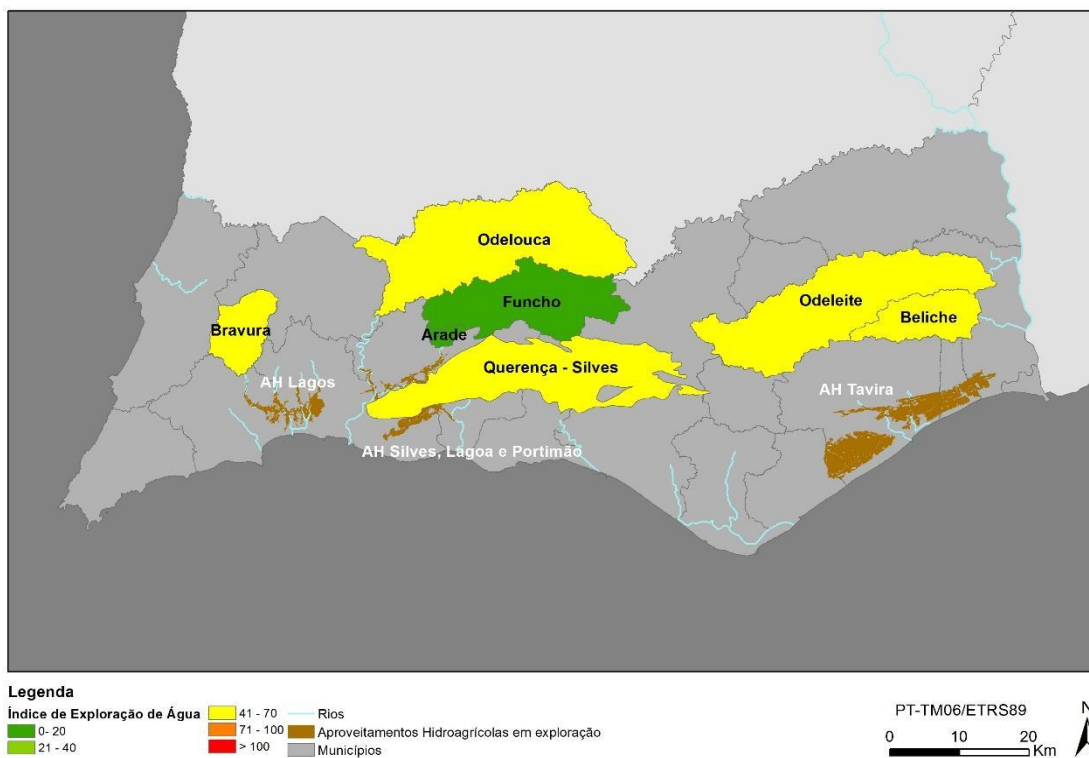 Odelouca
Funcho
Arade
Bravura
Odeleite
Beliche
Querença - Silves
AH Lagos
AH Tavira
AH Silves, Lagoa e Portimão
Legenda
Índice de Exploração de Água
0- 20
21 - 40
41 - 70
71 - 100
> 100
Rios
Aproveitamentos Hidroagrícolas em exploração
Municípios
PT-TM06/ETRS89
0 10 20
Km
N